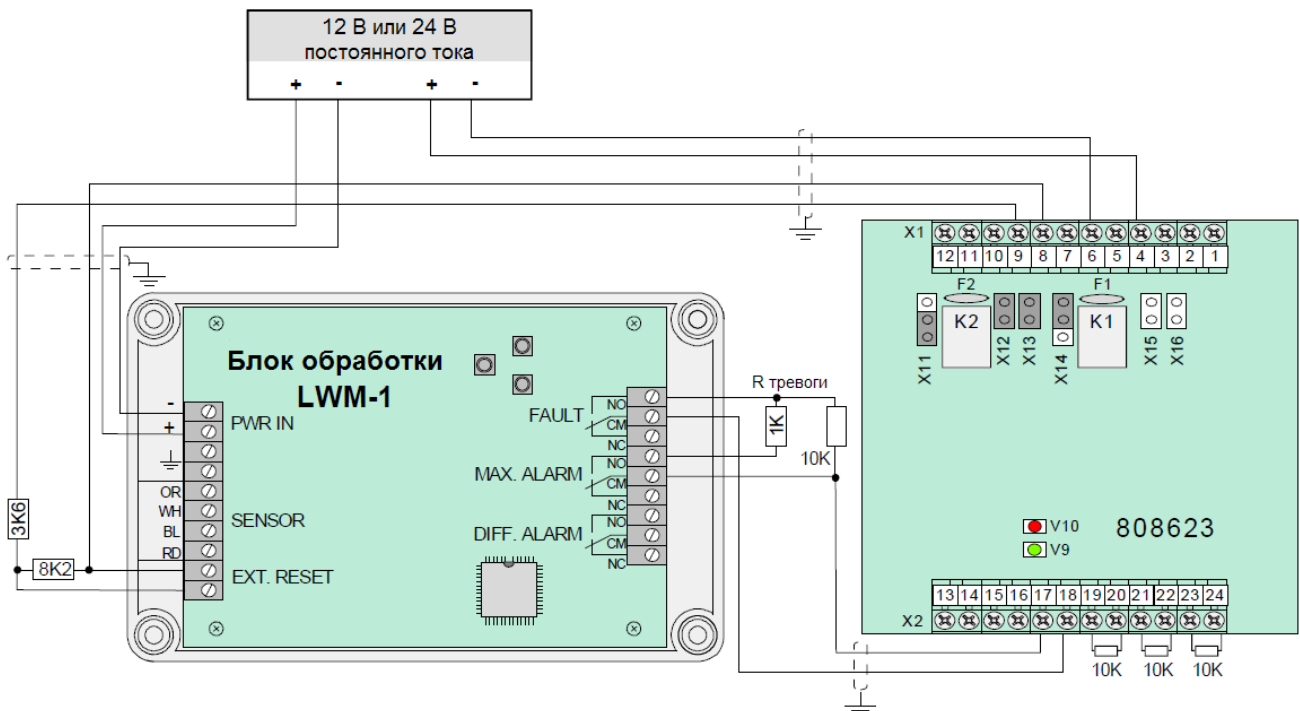 12 В или 24 В
постоянного тока
+ - + -
X1
12 11 10 9 8 7 6 5 4 3 2 1
F2 F1
K2 K1
X11 X12 X13 X14 X15 X16
Блок обработки
LWM-1
R тревоги
- 
+
PWR IN
FAULT
NO
CM
NC
1K
10K
MAX. ALARM
NO
CM
NC
OR
WH
BL
RD
SENSOR
DIFF. ALARM
NO
CM
NC
3K6
8K2
EXT. RESET
V10
V9
808623
13 14 15 16 17 18 19 20 21 22 23 24
X2
10K 10K 10K